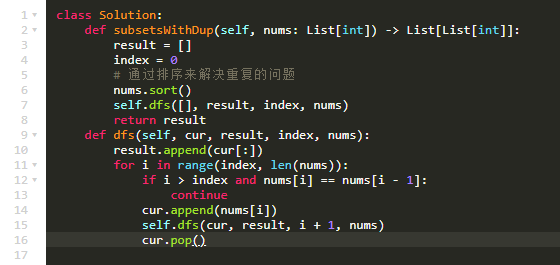 1 class Solution:
2     def subsetsWithDup(self, nums: List[int]) -> List[List[int]]:
3         result = []
4         index = 0
5         # 通过排序来解决重复的问题
6         nums.sort()
7         self.dfs([], result, index, nums)
8         return result
9     def dfs(self, cur, result, index, nums):
10         result.append(cur[:])
11         for i in range(index, len(nums)):
12             if i > index and nums[i] == nums[i - 1]:
13                 continue
14             cur.append(nums[i])
15             self.dfs(cur, result, i + 1, nums)
16             cur.pop()
17